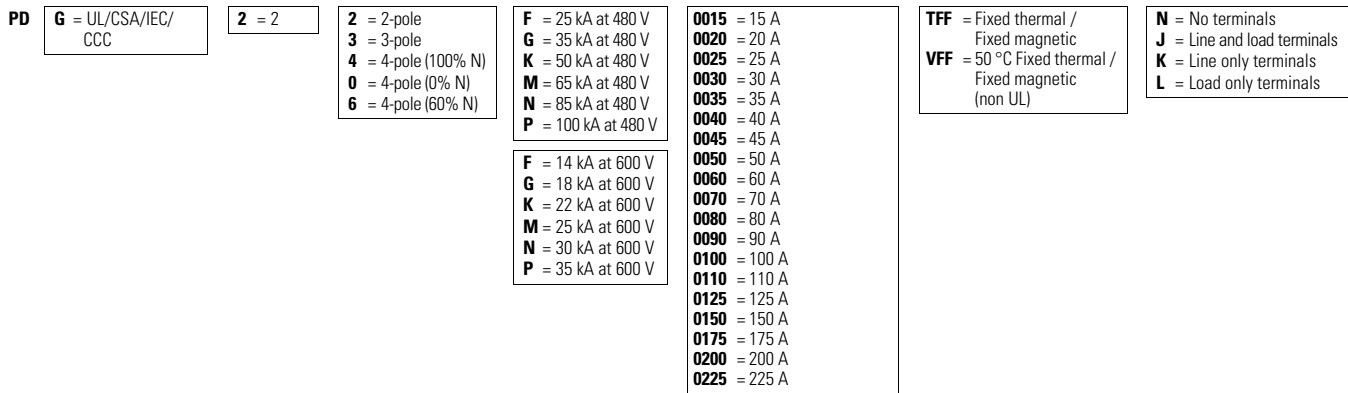 PD
G = UL/CSA/IEC/
CCC
2 = 2
2 = 2-pole
3 = 3-pole
4 = 4-pole (100% N)
0 = 4-pole (0% N)
6 = 4-pole (60% N)
F = 25 kA at 480 V
G = 35 kA at 480 V
K = 50 kA at 480 V
M = 65 kA at 480 V
N = 85 kA at 480 V
P = 100 kA at 480 V
F = 14 kA at 600 V
G = 18 kA at 600 V
K = 22 kA at 600 V
M = 25 kA at 600 V
N = 30 kA at 600 V
P = 35 kA at 600 V
0015 = 15 A
0020 = 20 A
0025 = 25 A
0030 = 30 A
0035 = 35 A
0040 = 40 A
0045 = 45 A
0050 = 50 A
0060 = 60 A
0070 = 70 A
0080 = 80 A
0090 = 90 A
0100 = 100 A
0110 = 110 A
0125 = 125 A
0150 = 150 A
0175 = 175 A
0200 = 200 A
0225 = 225 A
TFF = Fixed thermal /
Fixed magnetic
VFF = 50 °C Fixed thermal /
Fixed magnetic
(non UL)
N = No terminals
J = Line and load terminals
K = Line only terminals
L = Load only terminals